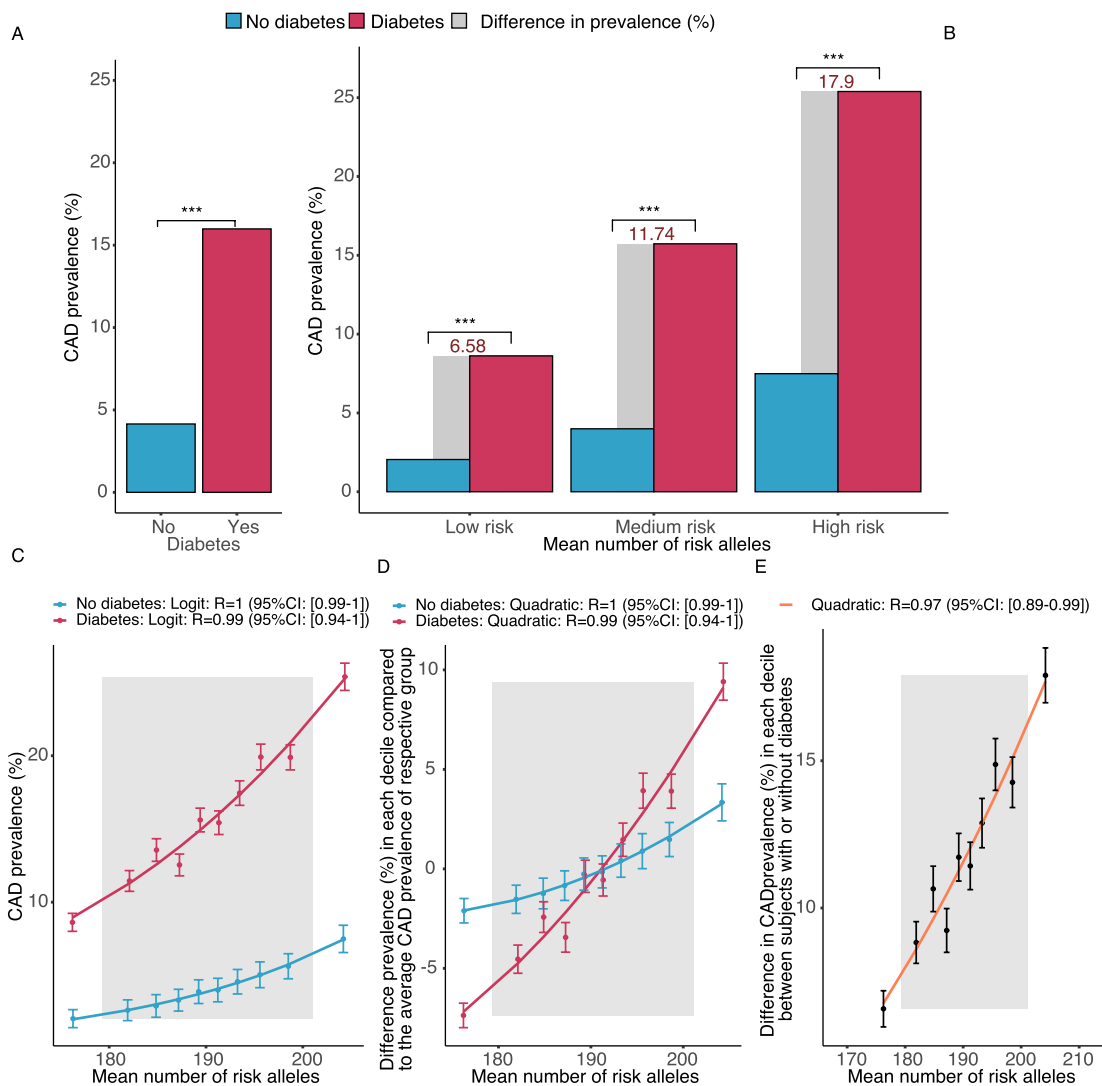 No diabetes Diabetes Difference in prevalence (%)
A
B
CAD prevalence (%)
25
20
15
10
5
0
***
No Yes
Diabetes
CAD prevalence (%)
25
20
15
10
5
0
***
6.58
***
11.74
***
17.9
Low risk Medium risk High risk
Mean number of risk alleles
C
No diabetes: Logit: R=1 (95%CI: [0.99-1])
Diabetes: Logit: R=0.99 (95%CI: [0.94-1])
CAD prevalence (%)
20
10
180 190 200
Mean number of risk alleles
D
No diabetes: Quadratic: R=1 (95%CI: [0.99-1])
Diabetes: Quadratic: R=0.99 (95%CI: [0.94-1])
Difference prevalence (%) in each decile compared
to the average CAD prevalence of respective group
10
5
0
-5
180 190 200
Mean number of risk alleles
E
Quadratic: R=0.97 (95%CI: [0.89-0.99])
Difference in CADprevalence (%) in each decile
between subjects with or without diabetes
15
10
170 180 190 200 210
Mean number of risk alleles